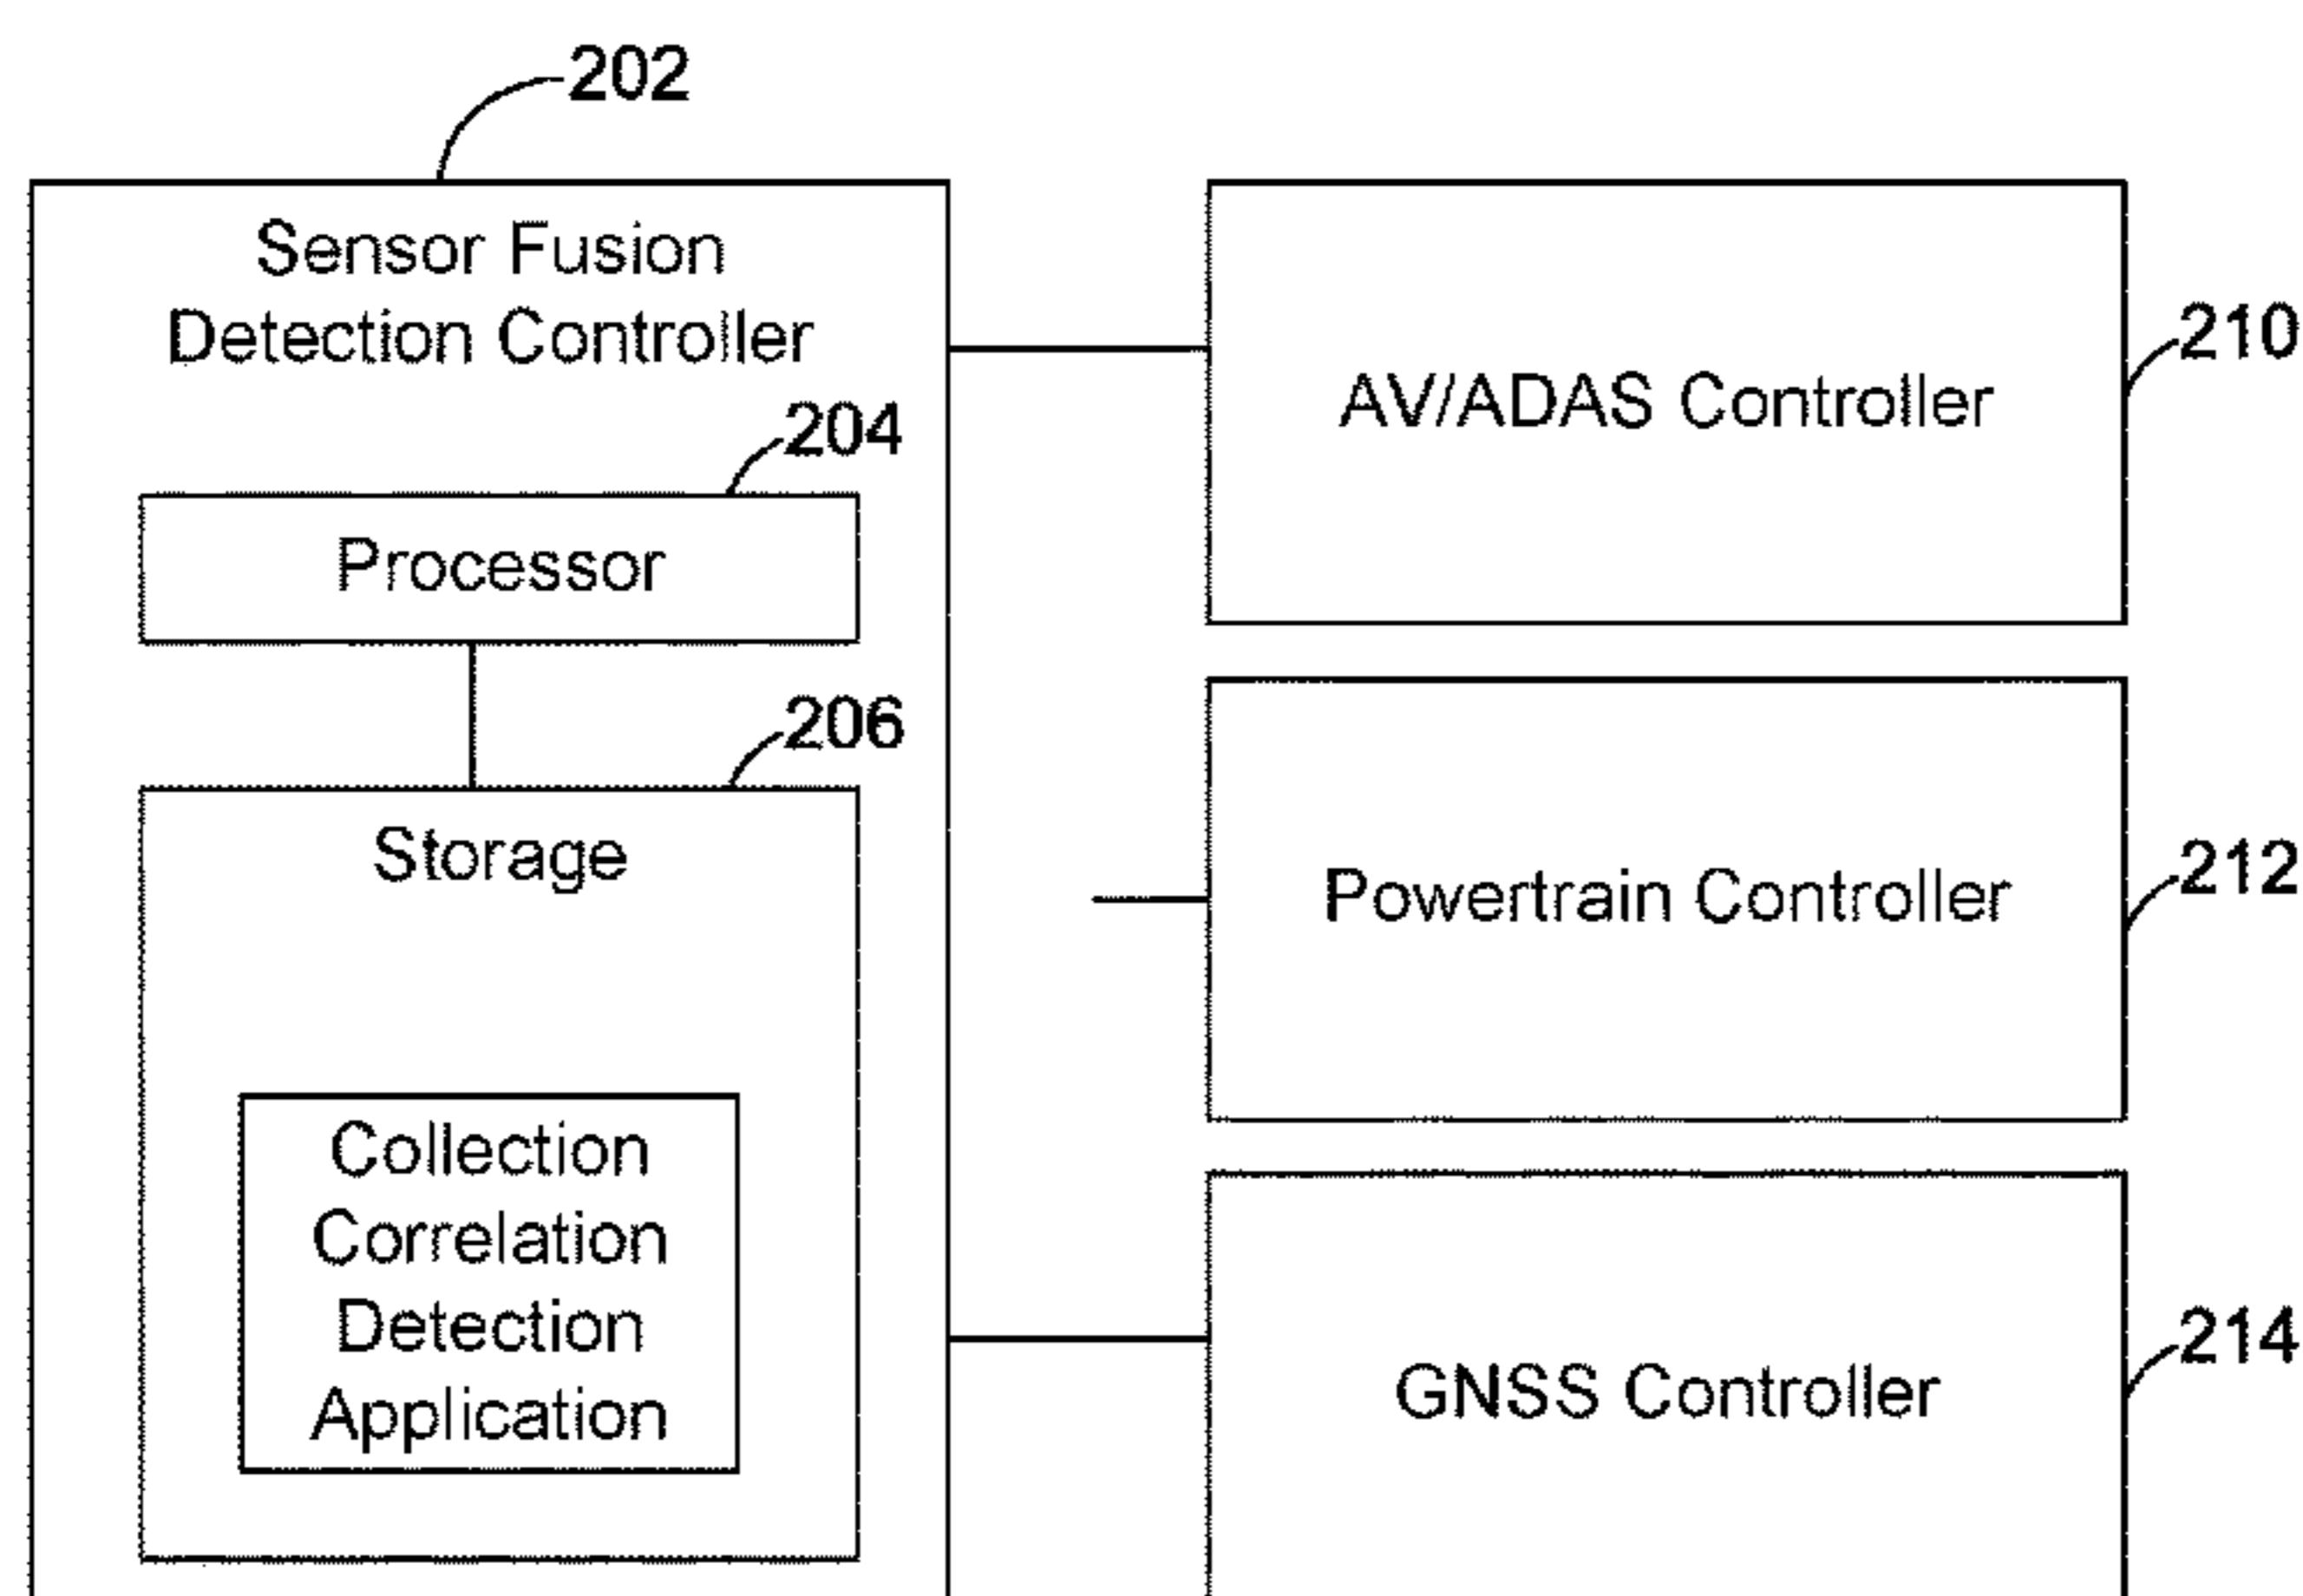 202
Sensor Fusion
Detection Controller
204
Processor
206
Storage
Collection
Correlation
Detection
Application
AV/ADAS Controller
210
Powertrain Controller
212
GNSS Controller
214